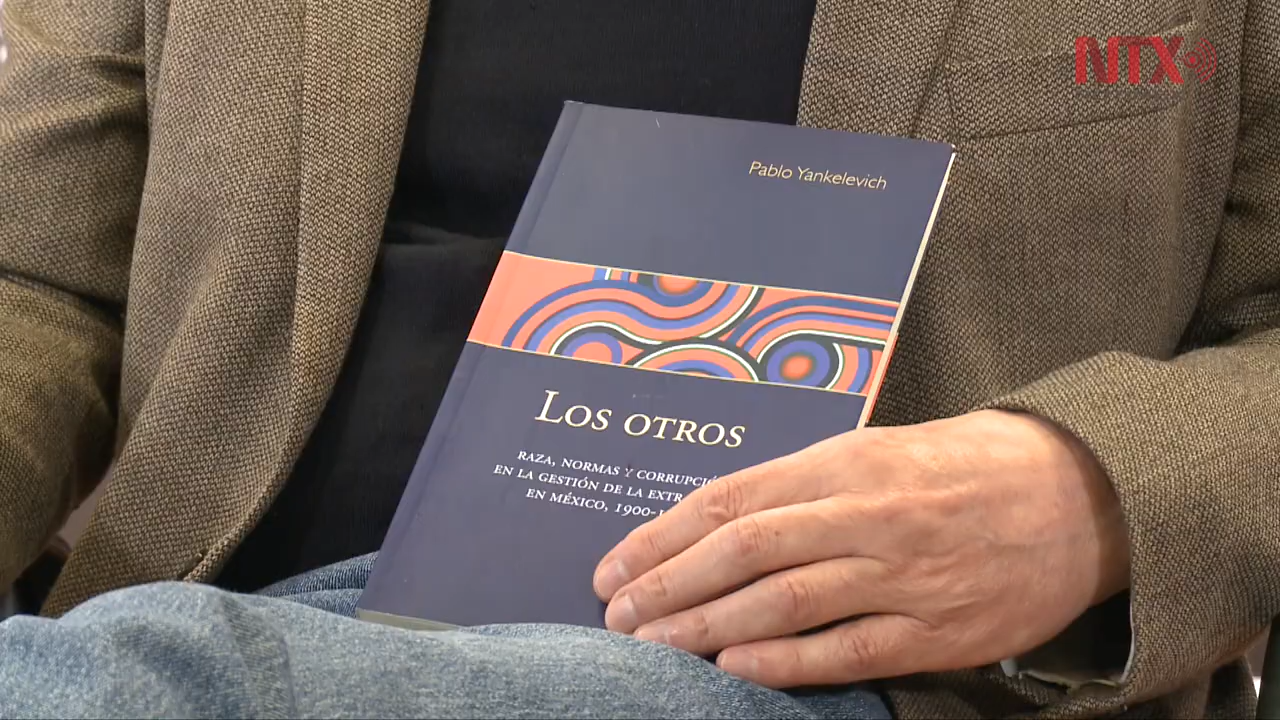 NTX
Pablo Yankelevich
LOS OTROS
RAZA, NORMAS Y
EN LA GESTIÓN DE LA
EN MÉXICO,